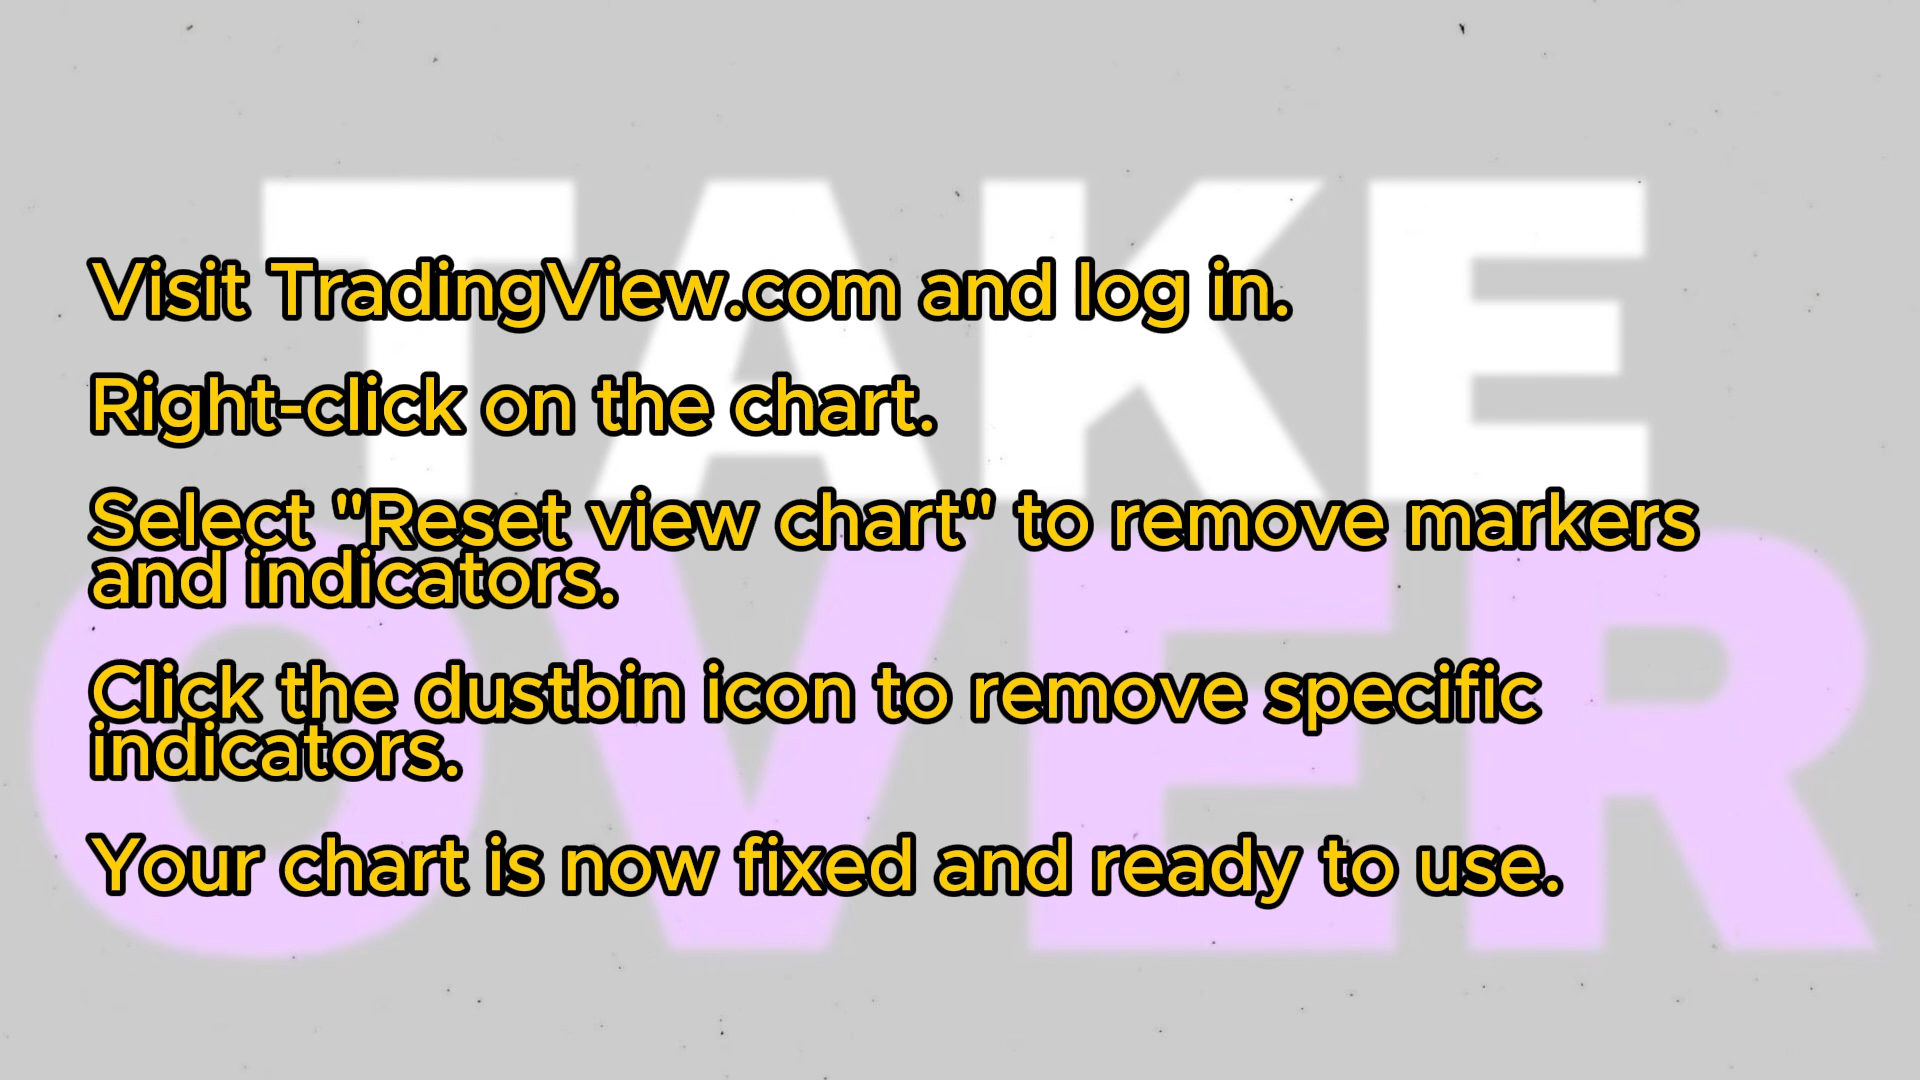 TAKE
OVER
Visit TradingView.com and log in.
Right-click on the chart.
Select "Reset view chart" to remove markers
and indicators.
Click the dustbin icon to remove specific
indicators.
Your chart is now fixed and ready to use.